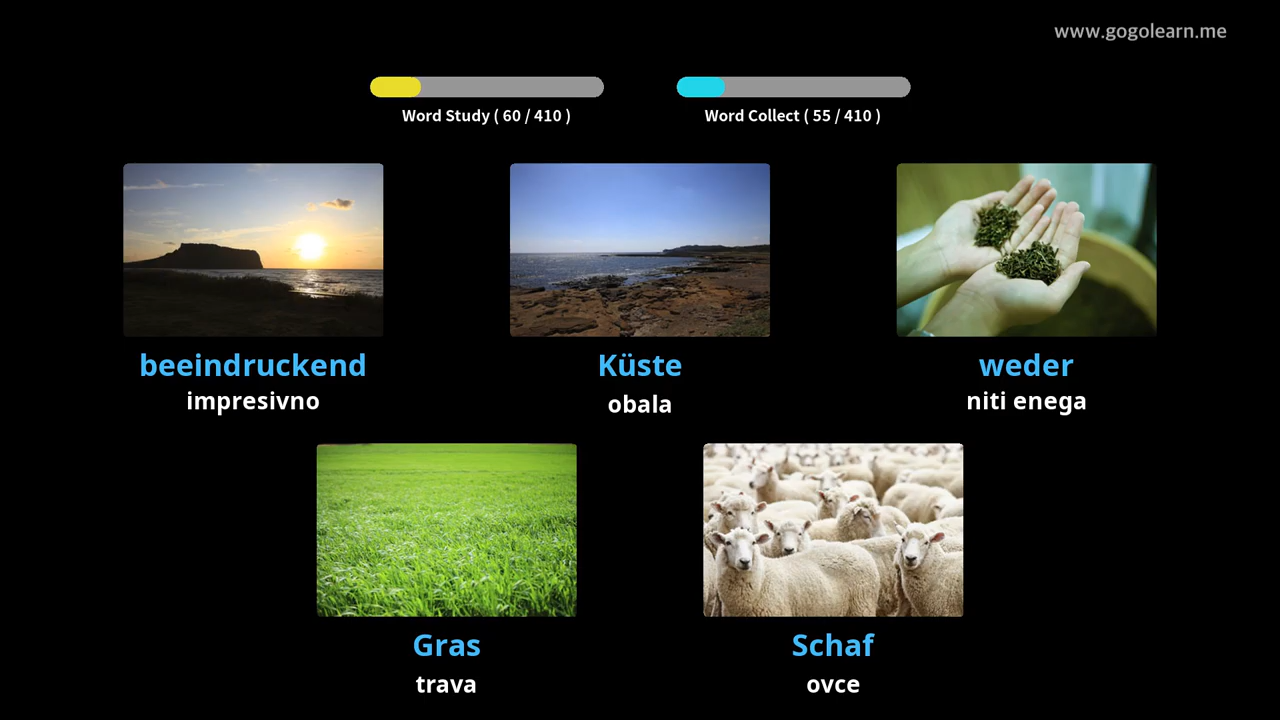 www.gogolearn.me
Word Study ( 60 / 410 )
Word Collect ( 55 / 410 )
beeindruckend
impresivno
Küste
obala
weder
niti enega
Gras
trava
Schaf
ovce